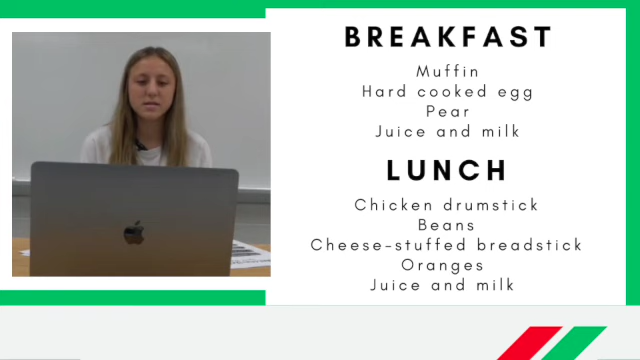 BREAKFAST
Muffin
Hard cooked egg
Pear
Juice and milk
LUNCH
Chicken drumstick
Beans
Cheese-stuffed breadstick
Oranges
Juice and milk